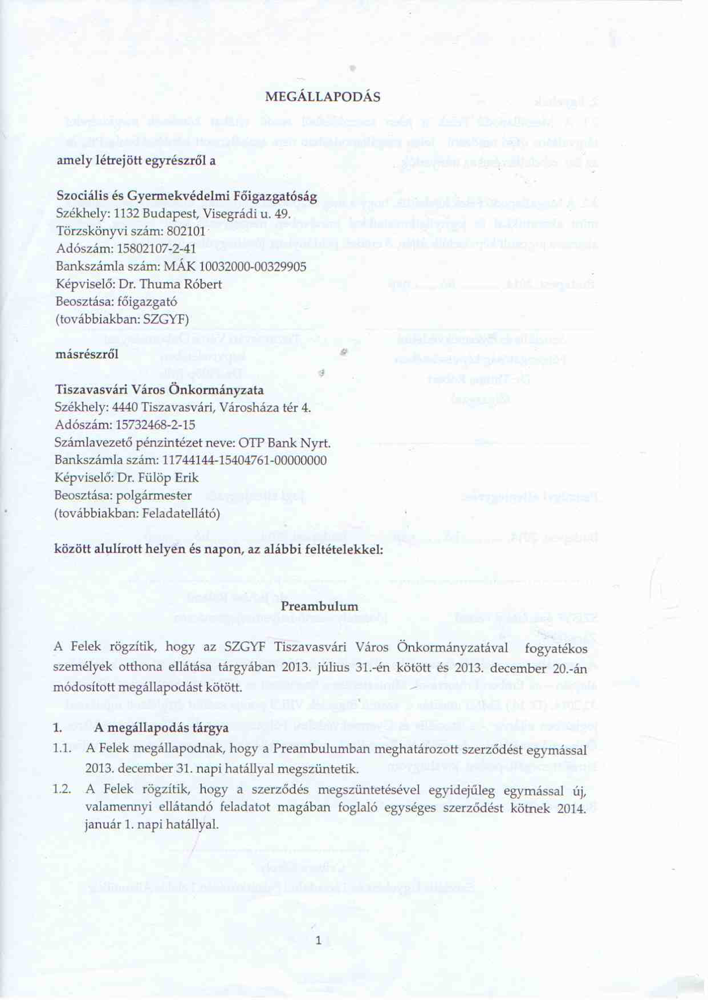 MEGÁLLAPODÁS
amely létrejött egyrészről a
Szociális és Gyermekvédelmi Főigazgatóság
Székhely: 1132 Budapest, Visegrádi u. 49.
Törzskönyvi szám: 802101
Adószám: 15802107-2-41
Bankszámla szám: MÁK 10032000-00329905
Képviselő: Dr. Thuma Róbert
Beosztása: főigazgató
(továbbiakban: SZGYF)
másrészről
Tiszavasvári Város Önkormányzata
Székhely: 4440 Tiszavasvári, Városháza tér 4.
Adószám: 15732468-2-15
Számlavezető pénzintézet neve: OTP Bank Nyrt.
Bankszámla szám: 11744144-15404761-00000000
Képviselő: Dr. Fülöp Erik
Beosztása: polgármester
(továbbiakban: Feladatellátó)
között alulírott helyen és napon, az alábbi feltételekkel:
Preambulum
A Felek rögzítik, hogy az SZGYF Tiszavasvári Város Önkormányzatával fogyatékos
személyek otthona ellátása tárgyában 2013. július 31.-én kötött és 2013. december 20.-án
módosított megállapodást kötött.
1. A megállapodás tárgya
1.1. A Felek megállapodnak, hogy a Preambulumban meghatározott szerződést egymással
2013. december 31. napi hatállyal megszüntetik.
1.2. A Felek rögzítik, hogy a szerződés megszüntetésével egyidejűleg egymással új,
valamennyi ellátandó feladatot magában foglaló egységes szerződést kötnek 2014.
január 1. napi hatállyal.
1